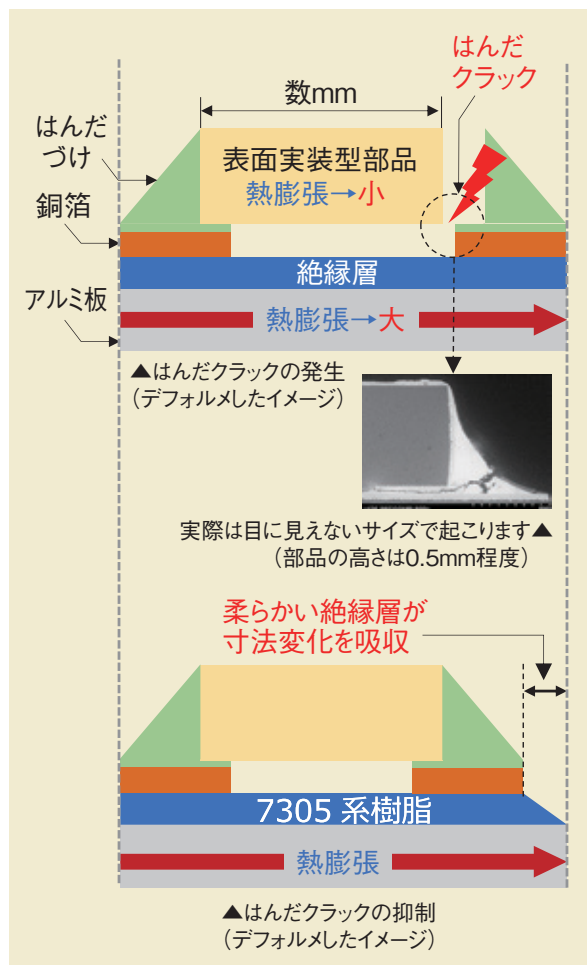 はんだ
クラック
数mm
はんだ
づけ
表面実装型部品
熱膨張→小
銅箔
絶縁層
アルミ板
熱膨張→大
▲はんだクラックの発生
（デフォルメしたイメージ）
実際は目に見えないサイズで起こります▲
（部品の高さは0.5mm程度）
柔らかい絶縁層が
寸法変化を吸収
7305 系樹脂
熱膨張
▲はんだクラックの抑制
（デフォルメしたイメージ）